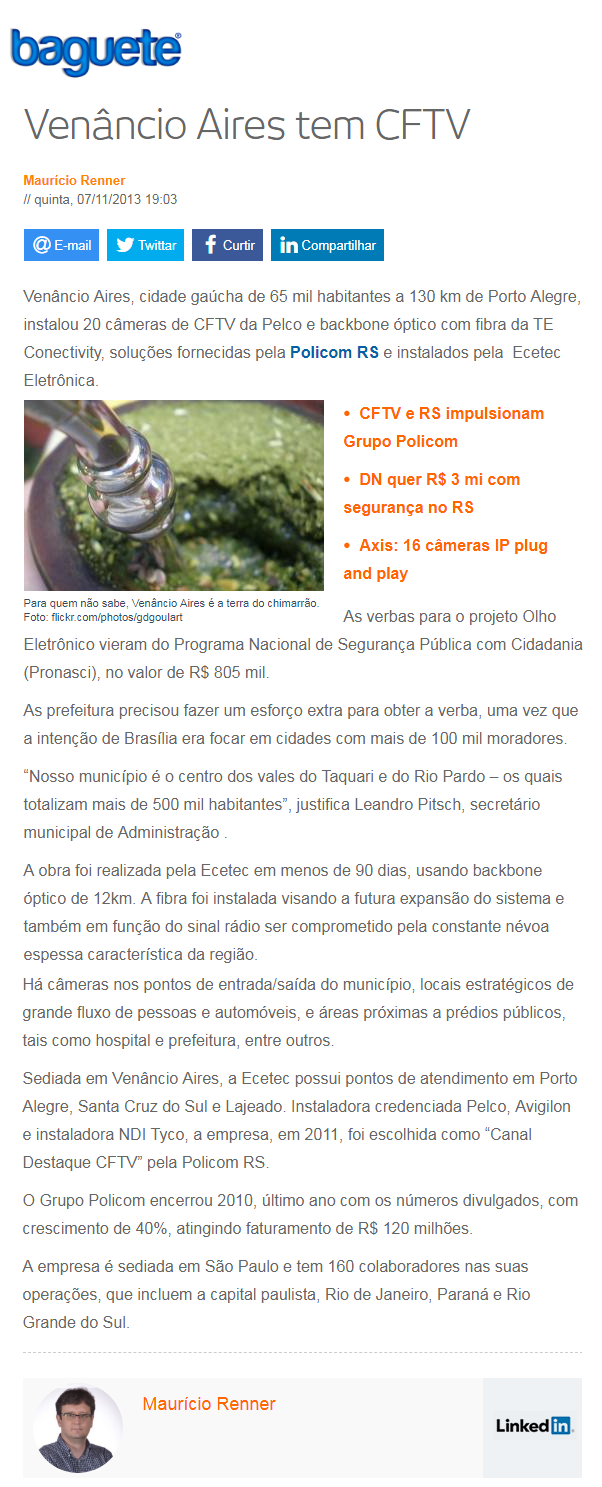 baguete
Venâncio Aires tem CFTV
Maurício Renner
// quinta, 07/11/2013 19:03
@ E-mail
Twittar
Curtir
in Compartilhar
Venâncio Aires, cidade gaúcha de 65 mil habitantes a 130 km de Porto Alegre,
instalou 20 câmeras de CFTV da Pelco e backbone óptico com fibra da TE
Conectivity, soluções fornecidas pela Policom RS e instalados pela Ecetec
Eletrônica.
• CFTV e RS impulsionam
Grupo Policom
• DN quer R$ 3 mi com
segurança no RS
• Axis: 16 câmeras IP plug
and play
Para quem não sabe, Venâncio Aires é a terra do chimarrão.
Foto: flickr.com/photos/gdgoulart
As verbas para o projeto Olho
Eletrônico vieram do Programa Nacional de Segurança Pública com Cidadania
(Pronasci), no valor de R$ 805 mil.
As prefeitura precisou fazer um esforço extra para obter a verba, uma vez que
a intenção de Brasília era focar em cidades com mais de 100 mil moradores.
“Nosso município é o centro dos vales do Taquari e do Rio Pardo – os quais
totalizam mais de 500 mil habitantes”, justifica Leandro Pitsch, secretário
municipal de Administração .
A obra foi realizada pela Ecetec em menos de 90 dias, usando backbone
óptico de 12km. A fibra foi instalada visando a futura expansão do sistema e
também em função do sinal rádio ser comprometido pela constante névoa
espessa característica da região.
Há câmeras nos pontos de entrada/saída do município, locais estratégicos de
grande fluxo de pessoas e automóveis, e áreas próximas a prédios públicos,
tais como hospital e prefeitura, entre outros.
Sediada em Venâncio Aires, a Ecetec possui pontos de atendimento em Porto
Alegre, Santa Cruz do Sul e Lajeado. Instaladora credenciada Pelco, Avigilon
e instaladora NDI Tyco, a empresa, em 2011, foi escolhida como “Canal
Destaque CFTV” pela Policom RS.
O Grupo Policom encerrou 2010, último ano com os números divulgados, com
crescimento de 40%, atingindo faturamento de R$ 120 milhões.
A empresa é sediada em São Paulo e tem 160 colaboradores nas suas
operações, que incluem a capital paulista, Rio de Janeiro, Paraná e Rio
Grande do Sul.
Maurício Renner
Linkedin